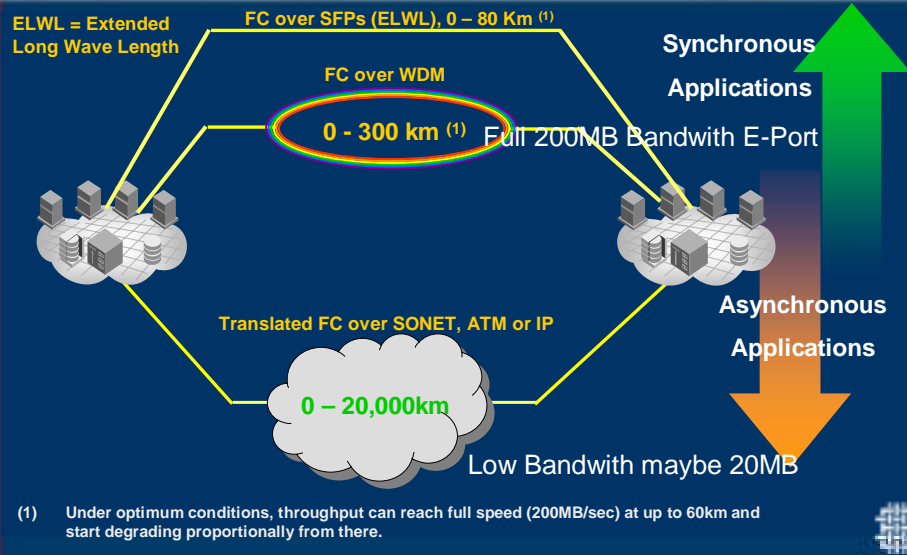 ELWL = Extended
Long Wave Length
FC over SFPs (ELWL), 0 – 80 Km (1)
Synchronous
Applications
FC over WDM
0 - 300 km (1)
Full 200MB Bandwith E-Port
Asynchronous
Applications
Translated FC over SONET, ATM or IP
0 – 20,000km
Low Bandwith maybe 20MB
(1) Under optimum conditions, throughput can reach full speed (200MB/sec) at up to 60km and
start degrading proportionally from there.